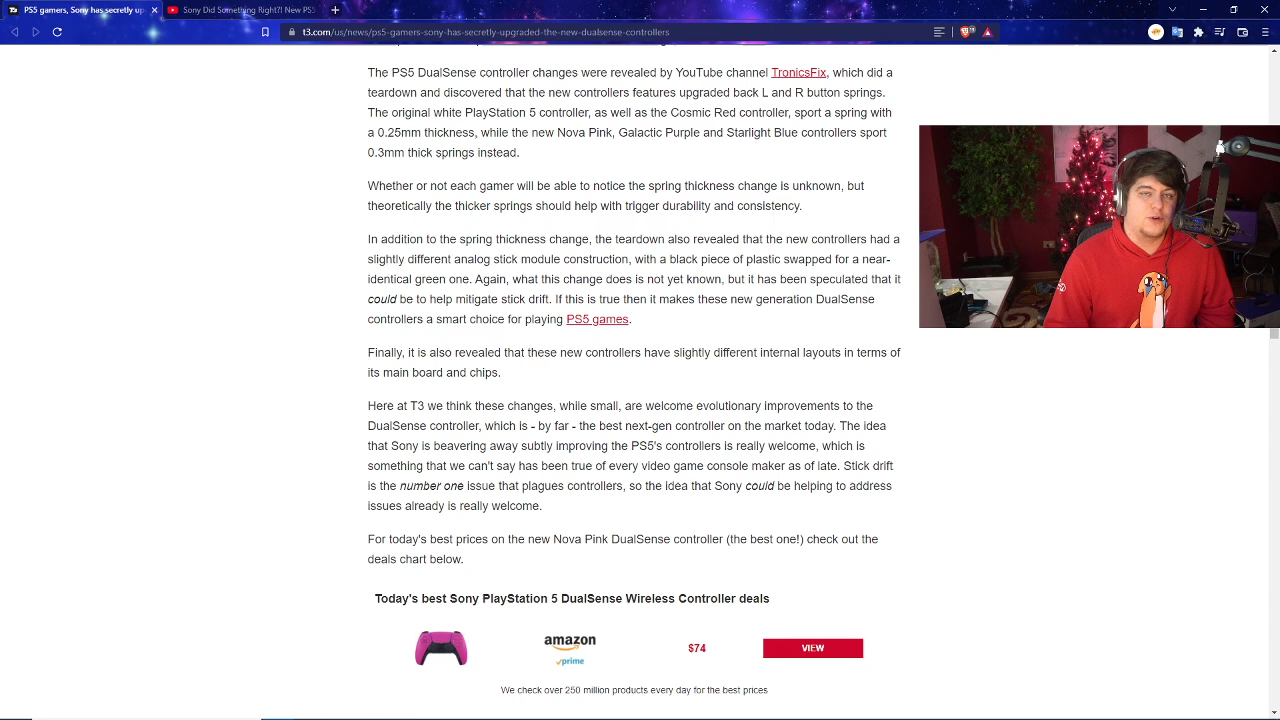 PS5 gamers, Sony has secretly up
Sony Did Something Right?! New PS5
t3.com/us/news/ps5-gamers-sony-has-secretly-upgraded-the-new-dualsense-controllers
The PS5 DualSense controller changes were revealed by YouTube channel TronicsFix, which did a
teardown and discovered that the new controllers features upgraded back L and R button springs.
The original white PlayStation 5 controller, as well as the Cosmic Red controller, sport a spring with
a 0.25mm thickness, while the new Nova Pink, Galactic Purple and Starlight Blue controllers sport
0.3mm thick springs instead.
Whether or not each gamer will be able to notice the spring thickness change is unknown, but
theoretically the thicker springs should help with trigger durability and consistency.
In addition to the spring thickness change, the teardown also revealed that the new controllers had a
slightly different analog stick module construction, with a black piece of plastic swapped for a near-
identical green one. Again, what this change does is not yet known, but it has been speculated that it
could be to help mitigate stick drift. If this is true then it makes these new generation DualSense
controllers a smart choice for playing PS5 games.
Finally, it is also revealed that these new controllers have slightly different internal layouts in terms of
its main board and chips.
Here at T3 we think these changes, while small, are welcome evolutionary improvements to the
DualSense controller, which is - by far - the best next-gen controller on the market today. The idea
that Sony is beavering away subtly improving the PS5's controllers is really welcome, which is
something that we can't say has been true of every video game console maker as of late. Stick drift
is the number one issue that plagues controllers, so the idea that Sony could be helping to address
issues already is really welcome.
For today's best prices on the new Nova Pink DualSense controller (the best one!) check out the
deals chart below.
Today's best Sony PlayStation 5 DualSense Wireless Controller deals
amazon
prime
$74
VIEW
We check over 250 million products every day for the best prices